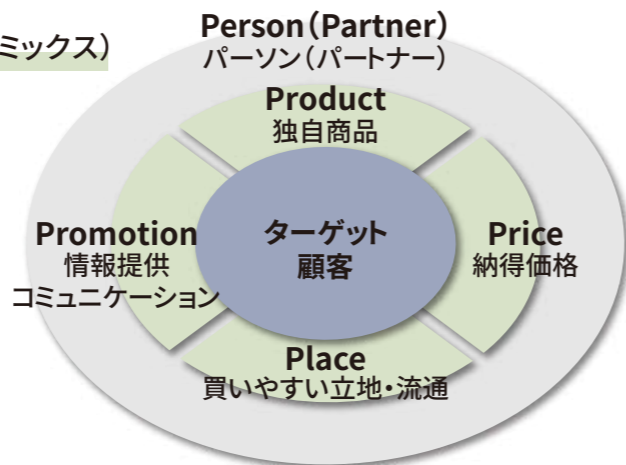 ミックス）
Person（Partner）
パーソン（パートナー）
Product
独自商品
Promotion
情報提供
コミュニケーション
ターゲット
顧客
Price
納得価格
Place
買いやすい立地・流通